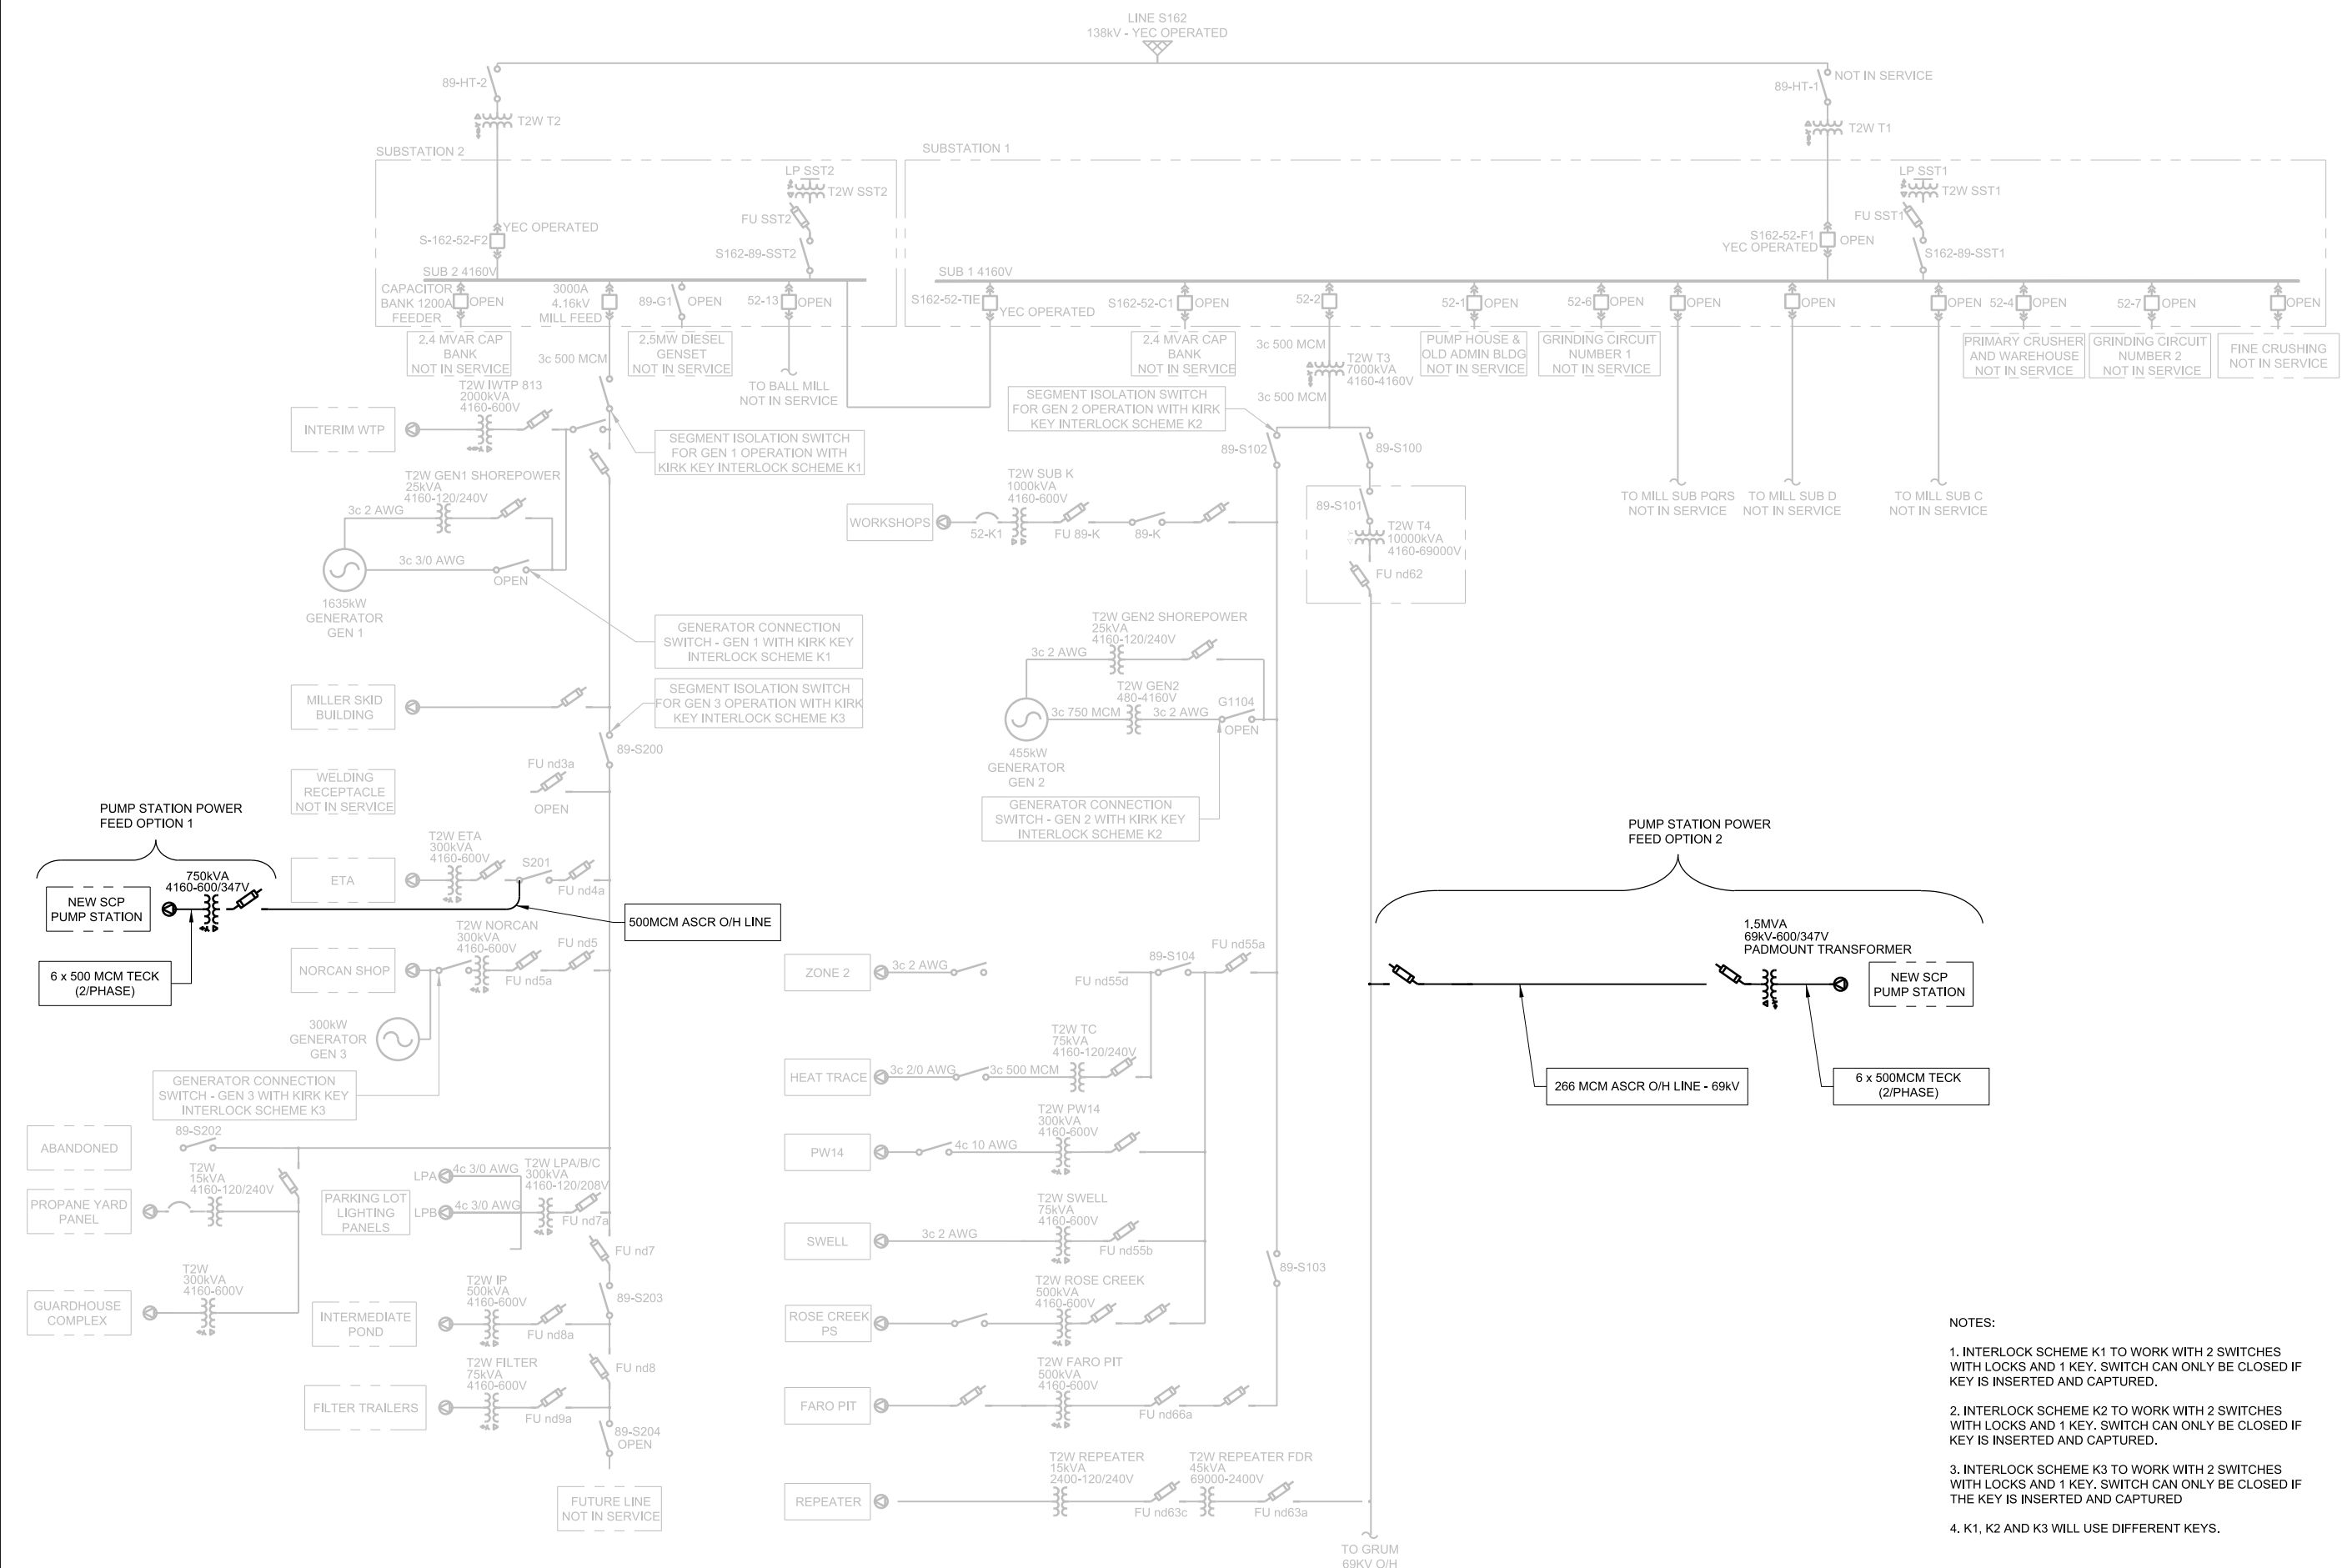 LINE S162
138kV - YEC OPERATED
89-HT-2
NOT IN SERVICE
89-HT-1
T2W T2
T2W T1
SUBSTATION 2
SUBSTATION 1
LP SST2
T2W SST2
FU SST2
YEC OPERATED
S-162-52-F2
S162-89-SST2
SUB 2 4160V
LP SST1
T2W SST1
FU SST1
S162-52-F1
YEC OPERATED
OPEN
S162-89-SST1
SUB 1 4160V
CAPACITOR
BANK 1200A
FEEDER
OPEN
3000A
4.16kV
MILL FEED
89-G1
OPEN
52-13
OPEN
S162-52-TIE
YEC OPERATED
S162-52-C1
OPEN
52-2
52-1
OPEN
52-6
OPEN
OPEN
OPEN
OPEN
52-4
OPEN
52-7
OPEN
OPEN
2.4 MVAR CAP
BANK
NOT IN SERVICE
3c 500 MCM
2.5MW DIESEL
GENSET
NOT IN SERVICE
TO BALL MILL
NOT IN SERVICE
2.4 MVAR CAP
BANK
NOT IN SERVICE
3c 500 MCM
T2W T3
7000kVA
4160-4160V
3c 500 MCM
PUMP HOUSE &
OLD ADMIN BLDG
NOT IN SERVICE
GRINDING CIRCUIT
NUMBER 1
NOT IN SERVICE
PRIMARY CRUSHER
AND WAREHOUSE
NOT IN SERVICE
GRINDING CIRCUIT
NUMBER 2
NOT IN SERVICE
FINE CRUSHING
NOT IN SERVICE
T2W IWTP 813
2000kVA
4160-600V
INTERIM WTP
SEGMENT ISOLATION SWITCH
FOR GEN 1 OPERATION WITH
KIRK KEY INTERLOCK SCHEME K1
SEGMENT ISOLATION SWITCH
FOR GEN 2 OPERATION WITH KIRK
KEY INTERLOCK SCHEME K2
89-S102
89-S100
T2W GEN1 SHOREPOWER
25kVA
4160-120/240V
3c 2 AWG
3c 3/0 AWG
OPEN
1635kW
GENERATOR
GEN 1
T2W SUB K
1000kVA
4160-600V
WORKSHOPS
52-K1
FU 89-K
89-K
89-S101
T2W T4
10000kVA
4160-69000V
FU nd62
TO MILL SUB PQRS
NOT IN SERVICE
TO MILL SUB D
NOT IN SERVICE
TO MILL SUB C
NOT IN SERVICE
GENERATOR CONNECTION
SWITCH - GEN 1 WITH KIRK KEY
INTERLOCK SCHEME K1
T2W GEN2 SHOREPOWER
25kVA
4160-120/240V
3c 2 AWG
T2W GEN2
480-4160V
3c 750 MCM
3c 2 AWG
G1104
OPEN
455kW
GENERATOR
GEN 2
MILLER SKID
BUILDING
SEGMENT ISOLATION SWITCH
FOR GEN 3 OPERATION WITH KIRK
KEY INTERLOCK SCHEME K3
89-S200
FU nd3a
OPEN
WELDING
RECEPTACLE
NOT IN SERVICE
GENERATOR CONNECTION
SWITCH - GEN 2 WITH KIRK KEY
INTERLOCK SCHEME K2
PUMP STATION POWER
FEED OPTION 1
PUMP STATION POWER
FEED OPTION 2
T2W ETA
300kVA
4160-600V
S201
FU nd4a
ETA
750kVA
4160-600/347V
NEW SCP
PUMP STATION
500MCM ASCR O/H LINE
6 x 500 MCM TECK
(2/PHASE)
T2W NORCAN
300kVA
4160-600V
FU nd5
FU nd5a
NORCAN SHOP
300kW
GENERATOR
GEN 3
GENERATOR CONNECTION
SWITCH - GEN 3 WITH KIRK KEY
INTERLOCK SCHEME K3
ZONE 2
3c 2 AWG
FU nd55d
89-S104
FU nd55a
1.5MVA
69kV-600/347V
PADMOUNT TRANSFORMER
NEW SCP
PUMP STATION
266 MCM ASCR O/H LINE - 69kV
6 x 500MCM TECK
(2/PHASE)
T2W TC
75kVA
4160-120/240V
HEAT TRACE
3c 2/0 AWG
3c 500 MCM
T2W PW14
300kVA
4160-600V
PW14
4c 10 AWG
ABANDONED
89-S202
T2W
15kVA
4160-120/240V
PROPANE YARD
PANEL
LPA
4c 3/0 AWG
LPB
4c 3/0 AWG
PARKING LOT
LIGHTING
PANELS
T2W LPA/B/C
300kVA
4160-120/208V
FU nd7a
T2W SWELL
75kVA
4160-600V
SWELL
3c 2 AWG
FU nd55b
FU nd7
89-S203
89-S103
T2W
300kVA
4160-600V
GUARDHOUSE
COMPLEX
T2W IP
500kVA
4160-600V
INTERMEDIATE
POND
FU nd8a
T2W ROSE CREEK
500kVA
4160-600V
ROSE CREEK
PS
FU nd8
T2W FILTER
75kVA
4160-600V
FILTER TRAILERS
FU nd9a
89-S204
OPEN
T2W FARO PIT
500kVA
4160-600V
FARO PIT
FU nd66a
FUTURE LINE
NOT IN SERVICE
T2W REPEATER
15kVA
2400-120/240V
T2W REPEATER FDR
45kVA
69000-2400V
REPEATER
FU nd63c
FU nd63a
TO GRUM
69KV O/H
NOTES:
1. INTERLOCK SCHEME K1 TO WORK WITH 2 SWITCHES
WITH LOCKS AND 1 KEY. SWITCH CAN ONLY BE CLOSED IF
KEY IS INSERTED AND CAPTURED.
2. INTERLOCK SCHEME K2 TO WORK WITH 2 SWITCHES
WITH LOCKS AND 1 KEY. SWITCH CAN ONLY BE CLOSED IF
KEY IS INSERTED AND CAPTURED.
3. INTERLOCK SCHEME K3 TO WORK WITH 2 SWITCHES
WITH LOCKS AND 1 KEY. SWITCH CAN ONLY BE CLOSED IF
THE KEY IS INSERTED AND CAPTURED
4. K1, K2 AND K3 WILL USE DIFFERENT KEYS.